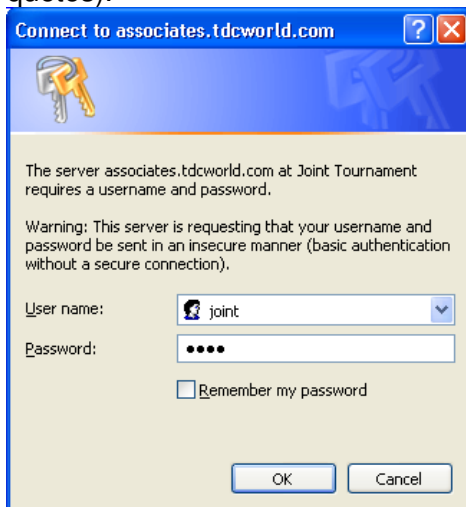 quotes).
Connect to associates.tdcworld.com
The server associates.tdcworld.com at Joint Tournament
requires a username and password.
Warning: This server is requesting that your username and
password be sent in an insecure manner (basic authentication
without a secure connection).
User name: joint
Password: ••••
Remember my password
OK Cancel